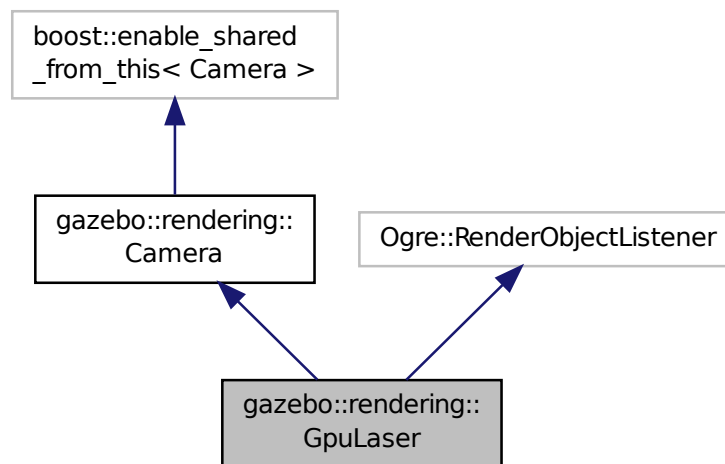 boost::enable_shared
_from_this< Camera >
gazebo::rendering::
Camera
Ogre::RenderObjectListener
gazebo::rendering::
GpuLaser